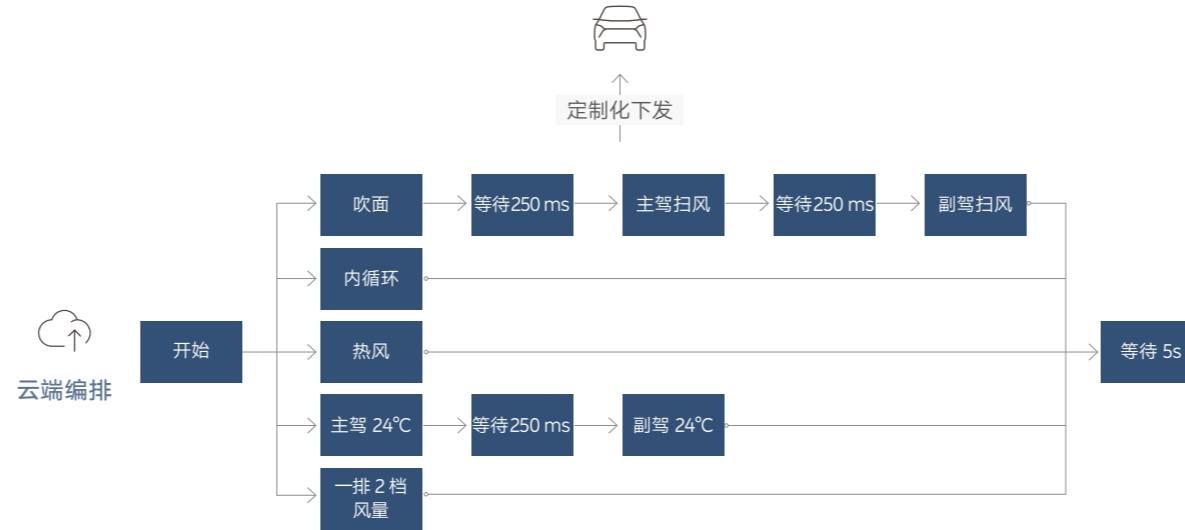 定制化下发
吹面
等待250 ms
主驾扫风
等待250 ms
副驾扫风
内循环
云端编排
开始
热风
等待 5s
主驾 24℃
等待250 ms
副驾 24℃
一排 2 档
风量